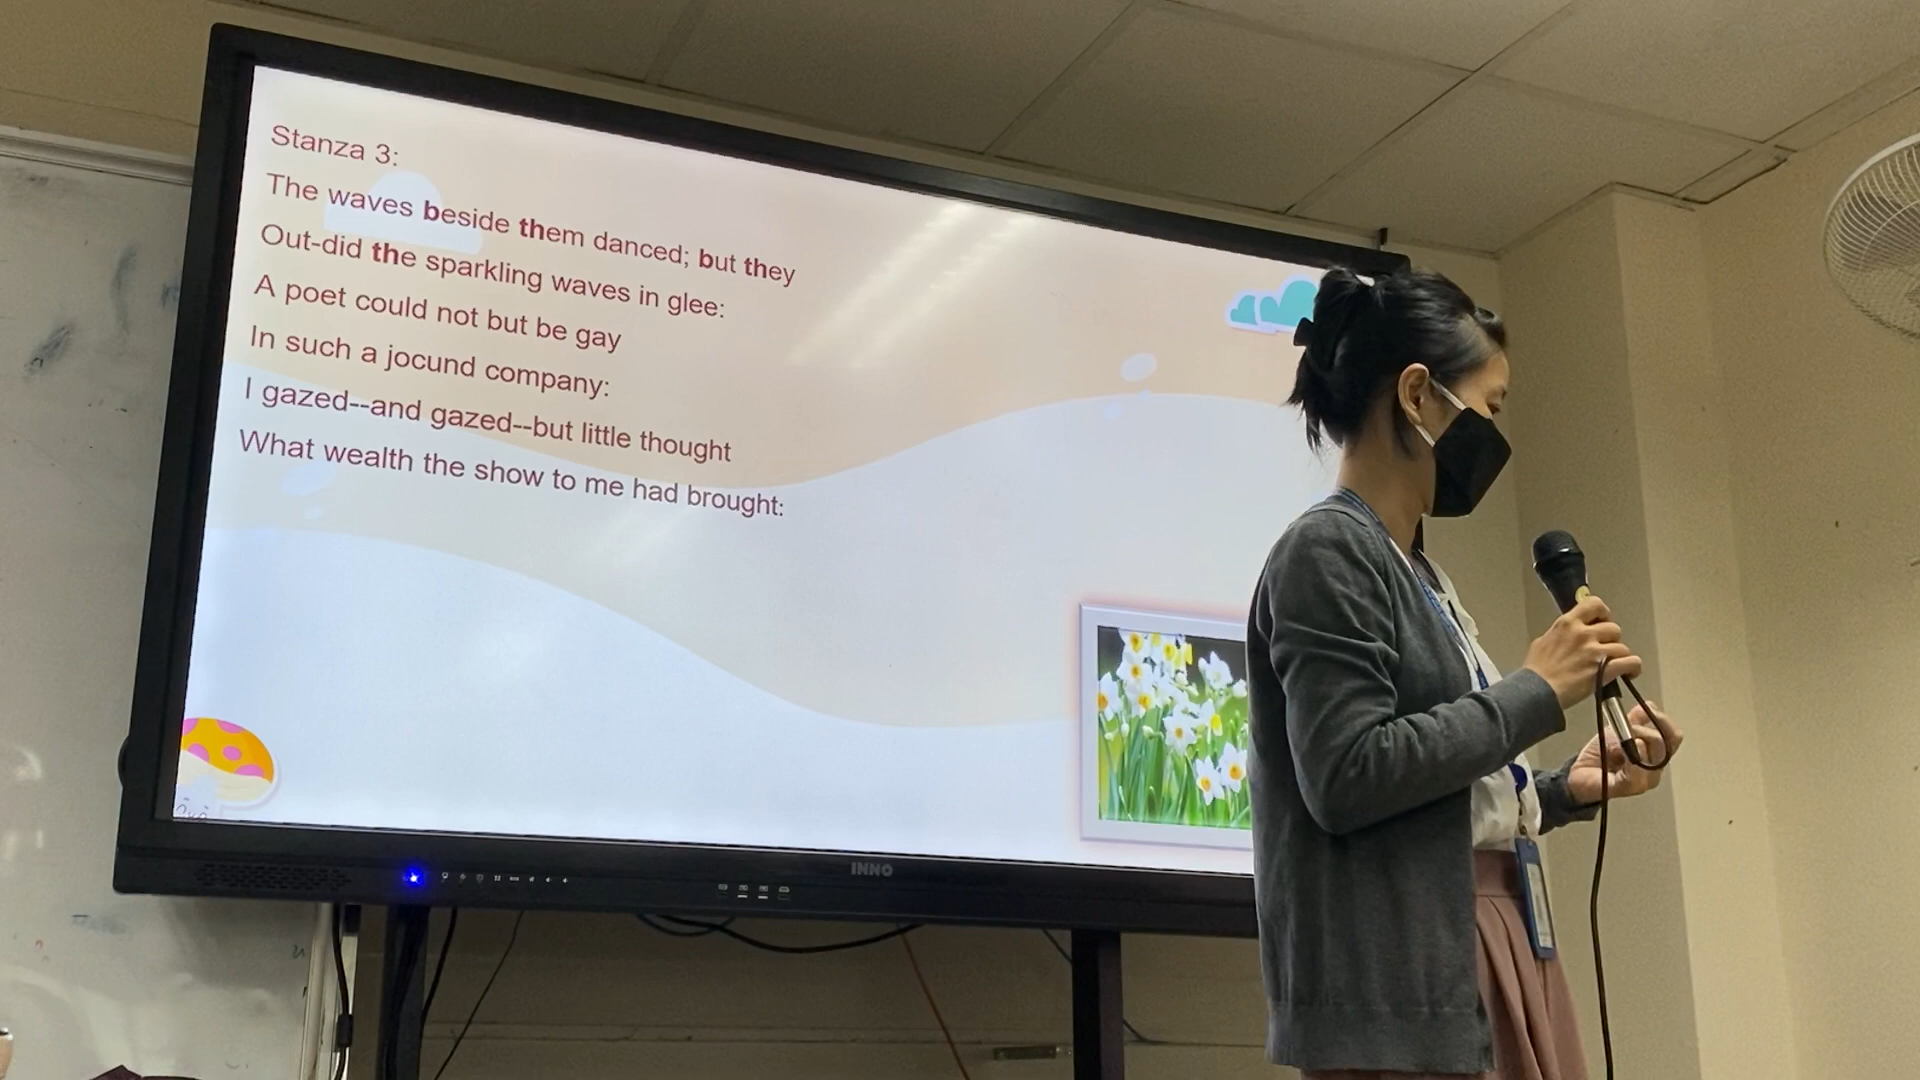 Stanza 3:
The waves beside them danced; but they
Out-did the sparkling waves in glee:
A poet could not but be gay
In such a jocund company:
I gazed--and gazed--but little thought
What wealth the show to me had brought:
INNO